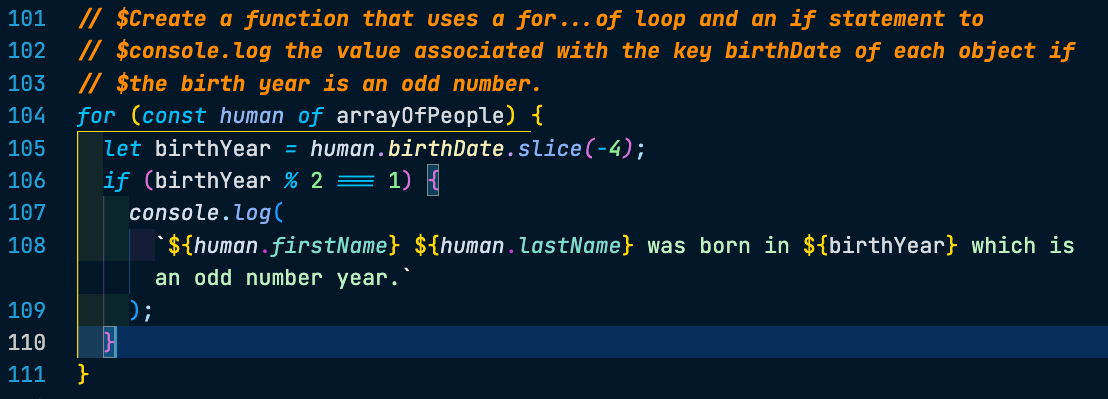 101 // $Create a function that uses a for...of loop and an if statement to
102 // $console.log the value associated with the key birthDate of each object if
103 // $the birth year is an odd number.
104 for (const human of arrayOfPeople) {
105 let birthYear = human.birthDate.slice(-4);
106 if (birthYear % 2 === 1) {
107 console.log(
108 `${human.firstName} ${human.lastName} was born in ${birthYear} which is
an odd number year.`
109 );
110 }
111 }